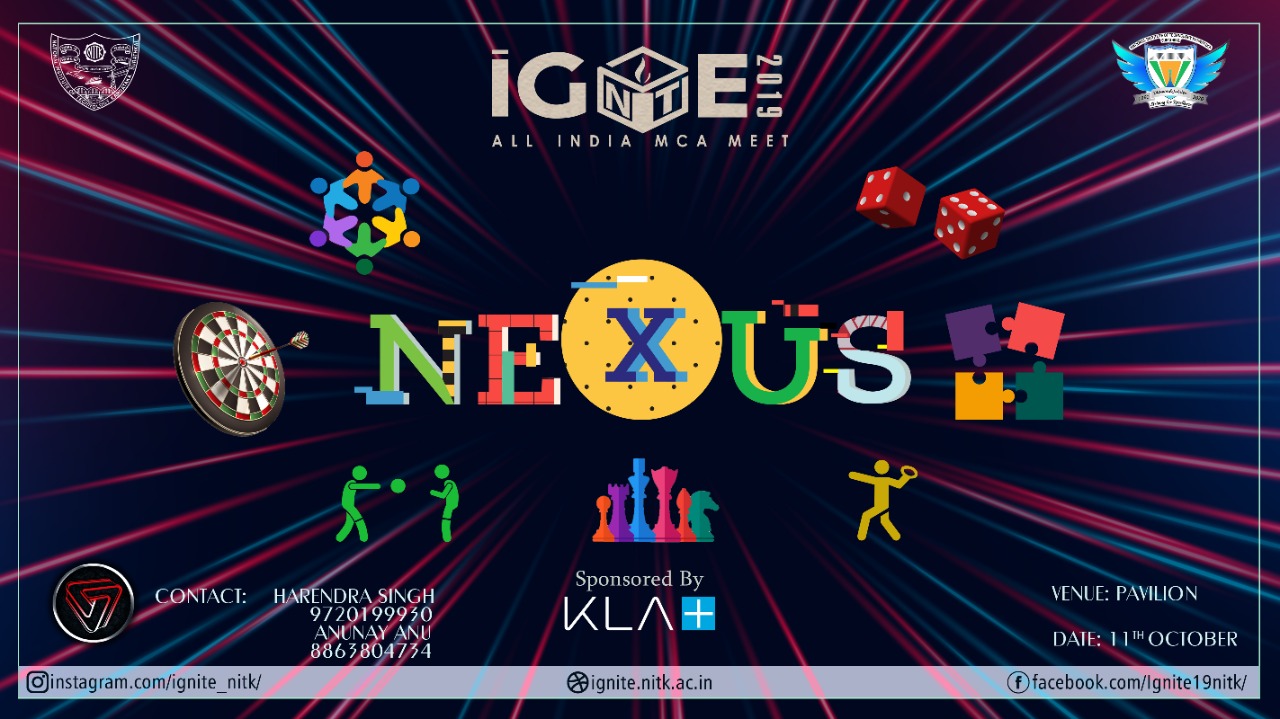 iGNITE 2019
ALL INDIA MCA MEET
NEXUS
CONTACT: HARENDRA SINGH
9720199930
ANUNAY ANU
8863804734
Sponsored By
KLA+
VENUE: PAVILION
DATE: 11TH OCTOBER
instagram.com/ignite_nitk/
ignite.nitk.ac.in
facebook.com/Ignite19nitk/